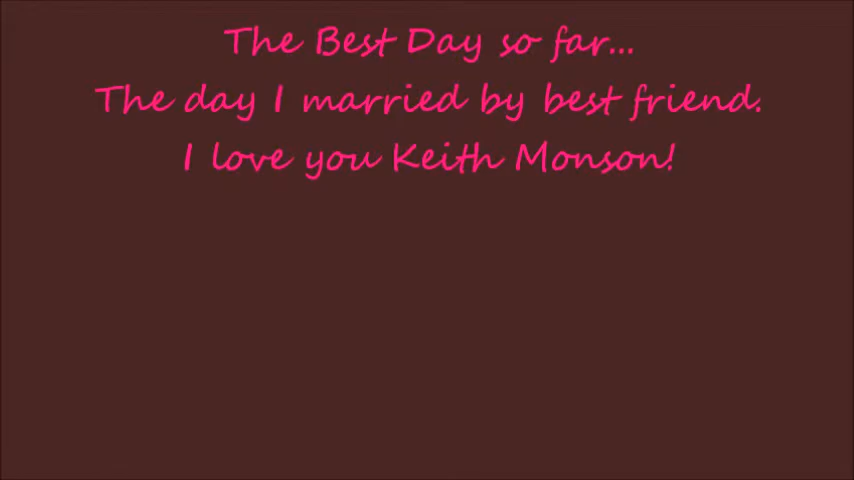 The Best Day so far...
The day I married by best friend.
I love you Keith Monson!